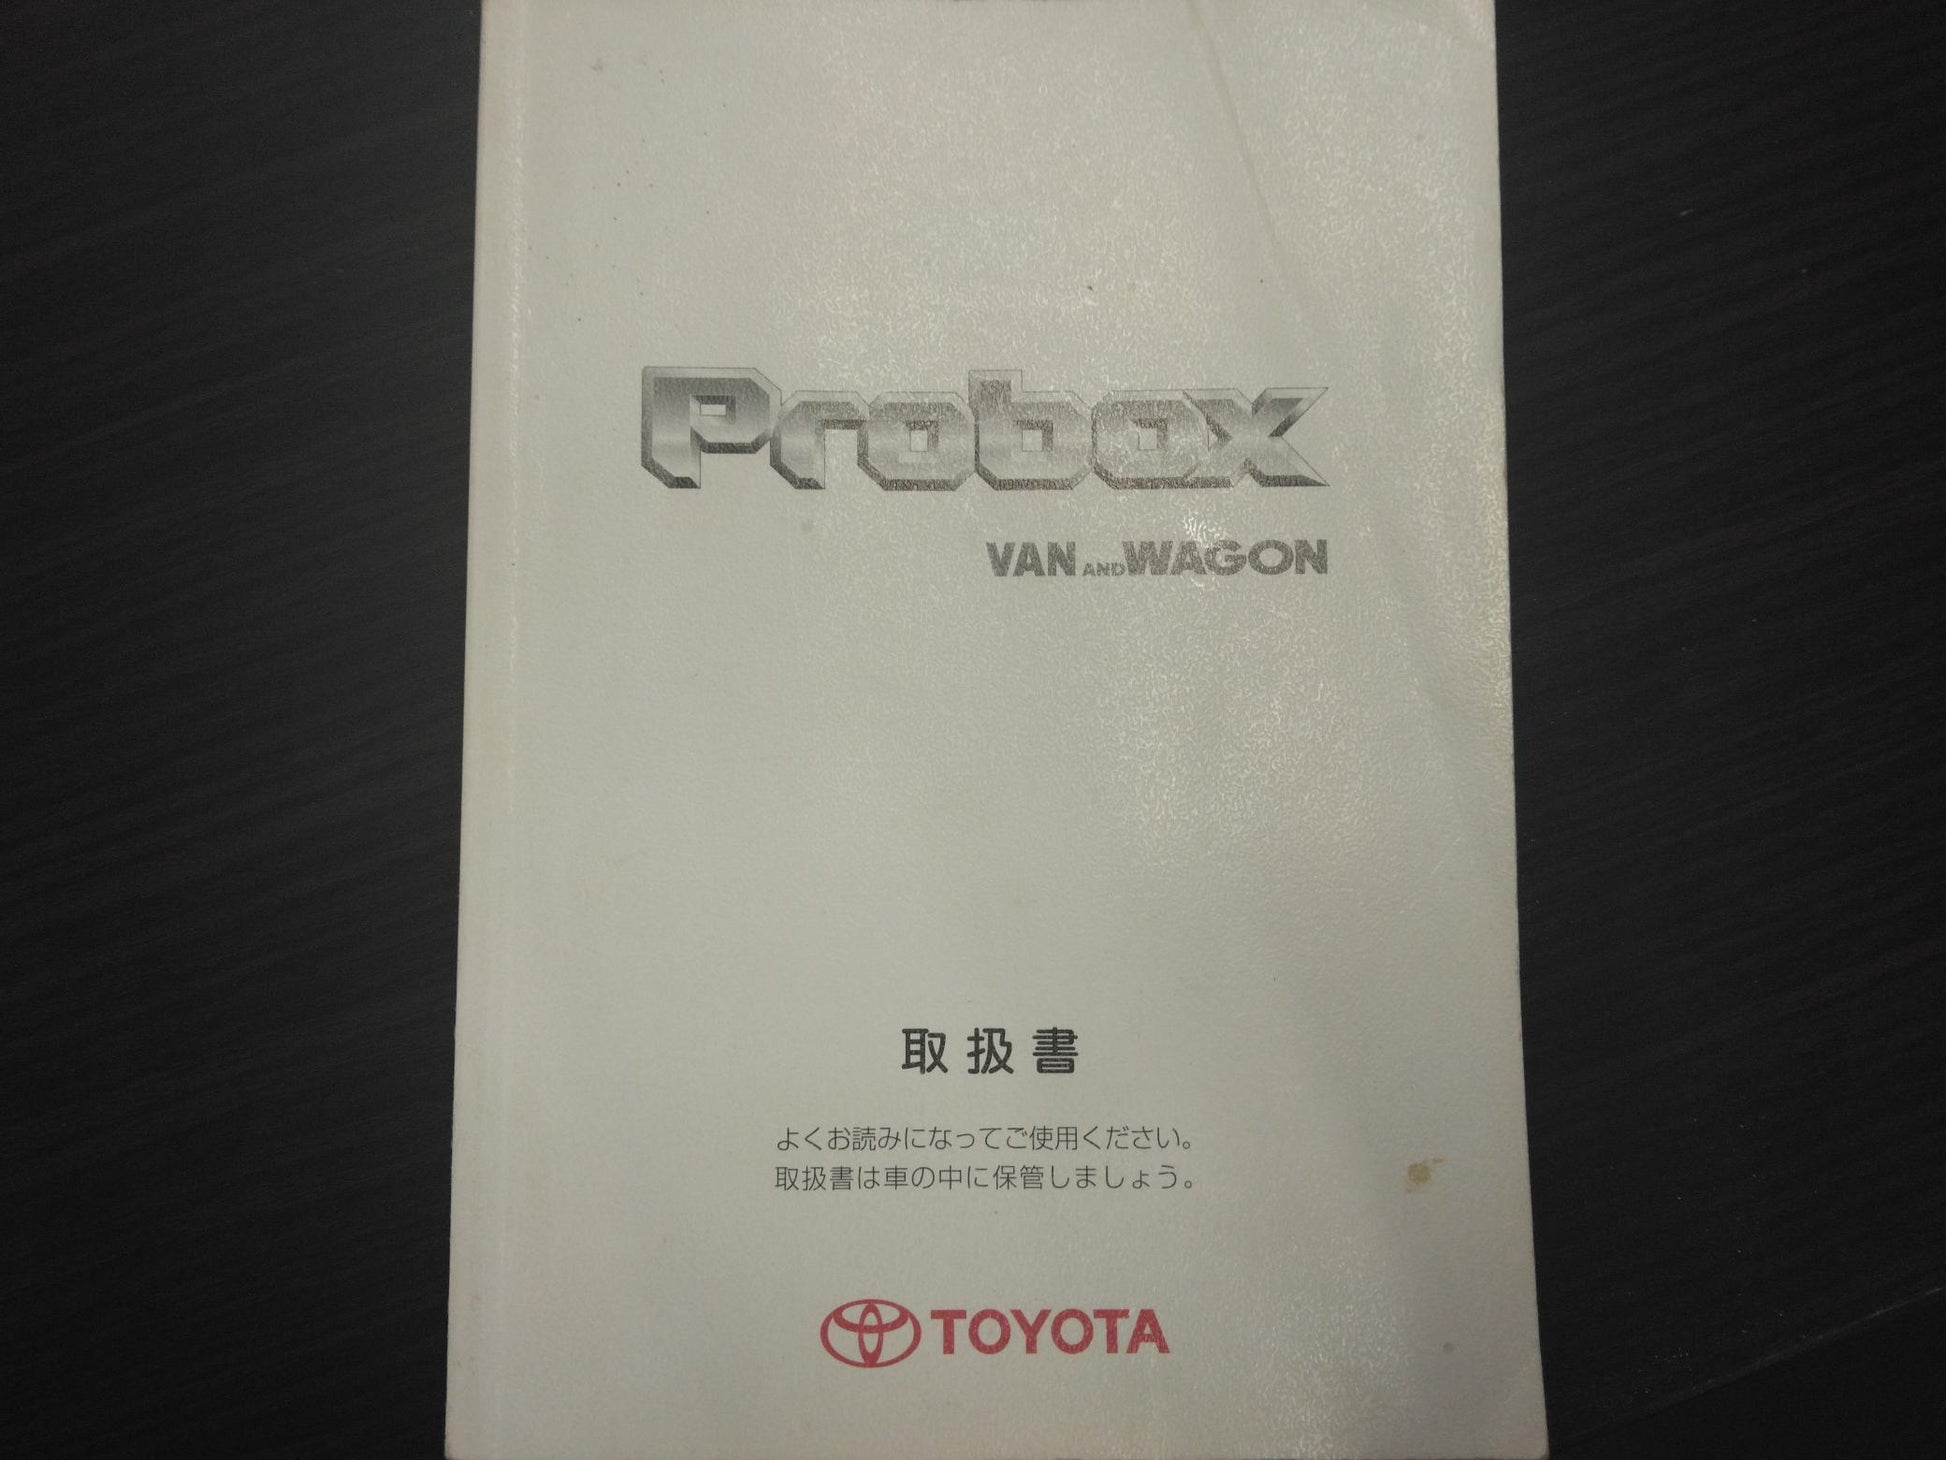 Probox
VAN AND WAGON
取扱書
よくお読みになってご使用ください。
取扱書は車の中に保管しましょう。
TOYOTA